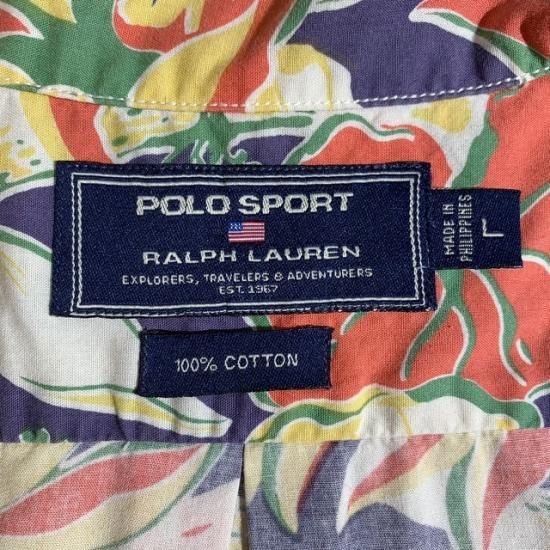 POLO SPORT
RALPH LAUREN
EXPLORERS, TRAVELERS & ADVENTURERS
EST. 1967
MADE IN
PHILIPPINES
L
100% COTTON